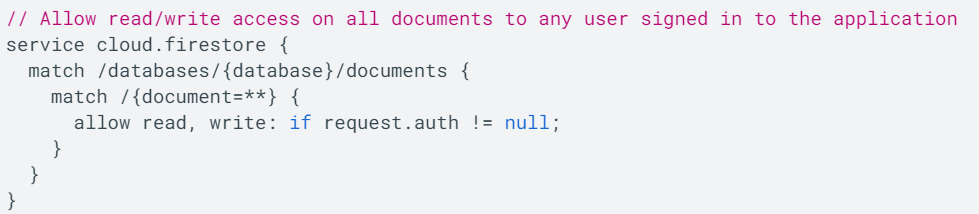 // Allow read/write access on all documents to any user signed in to the application
service cloud.firestore {
  match /databases/{database}/documents {
    match /{document=**} {
      allow read, write: if request.auth != null;
    }
  }
}